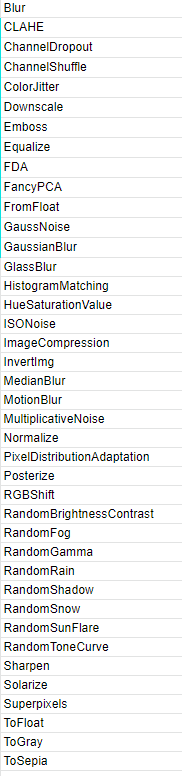 Blur
CLAHE
ChannelDropout
ChannelShuffle
ColorJitter
Downscale
Emboss
Equalize
FDA
FancyPCA
FromFloat
GaussNoise
GaussianBlur
GlassBlur
HistogramMatching
HueSaturationValue
ISONoise
ImageCompression
InvertImg
MedianBlur
MotionBlur
MultiplicativeNoise
Normalize
PixelDistributionAdaptation
Posterize
RGBShift
RandomBrightnessContrast
RandomFog
RandomGamma
RandomRain
RandomShadow
RandomSnow
RandomSunFlare
RandomToneCurve
Sharpen
Solarize
Superpixels
ToFloat
ToGray
ToSepia